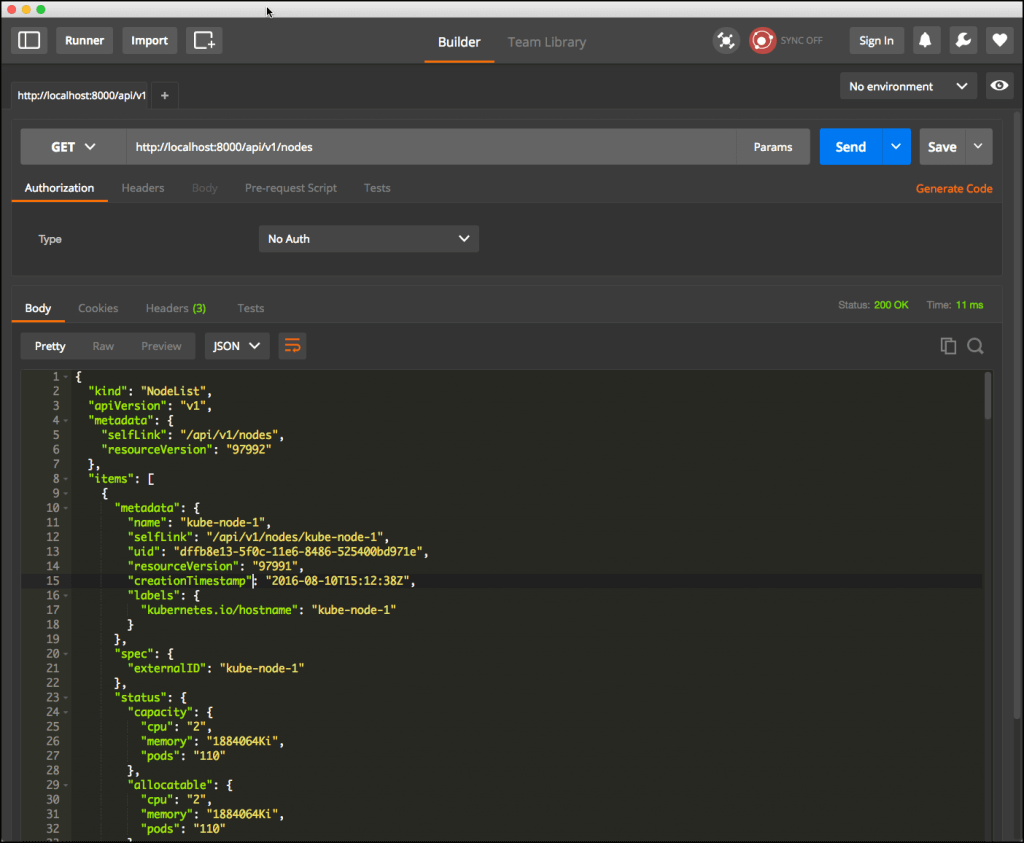 Runner Import Builder Team Library SYNC OFF Sign In
http://localhost:8000/api/v1 + No environment
GET http://localhost:8000/api/v1/nodes Params Send Save
Authorization Headers Body Pre-request Script Tests Generate Code
Type No Auth
Body Cookies Headers (3) Tests Status: 200 OK Time: 11 ms
Pretty Raw Preview JSON
1 {
2 "kind": "NodeList",
3 "apiVersion": "v1",
4 "metadata": {
5 "selfLink": "/api/v1/nodes",
6 "resourceVersion": "97992"
7 },
8 "items": [
9 {
10 "metadata": {
11 "name": "kube-node-1",
12 "selfLink": "/api/v1/nodes/kube-node-1",
13 "uid": "dffb8e13-5f0c-11e6-8486-525400bd971e",
14 "resourceVersion": "97991",
15 "creationTimestamp": "2016-08-10T15:12:38Z",
16 "labels": {
17 "kubernetes.io/hostname": "kube-node-1"
18 }
19 },
20 "spec": {
21 "externalID": "kube-node-1"
22 },
23 "status": {
24 "capacity": {
25 "cpu": "2",
26 "memory": "1884064Ki",
27 "pods": "110"
28 },
29 "allocatable": {
30 "cpu": "2",
31 "memory": "1884064Ki",
32 "pods": "110"